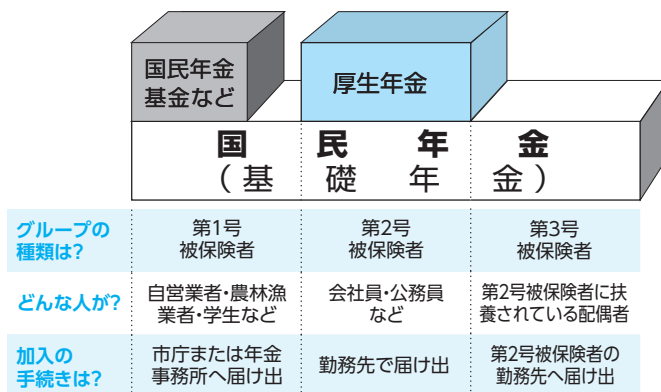 国民年金
基金など
厚生年金
国民年金
(基礎年金)
グループの
種類は?
第1号
被保険者
第2号
被保険者
第3号
被保険者
どんな人が?
自営業者・農林漁
業者・学生など
会社員・公務員
など
第2号被保険者に扶
養されている配偶者
加入の
手続きは?
市庁または年金
事務所へ届け出
勤務先で届け出
第2号被保険者の
勤務先へ届け出